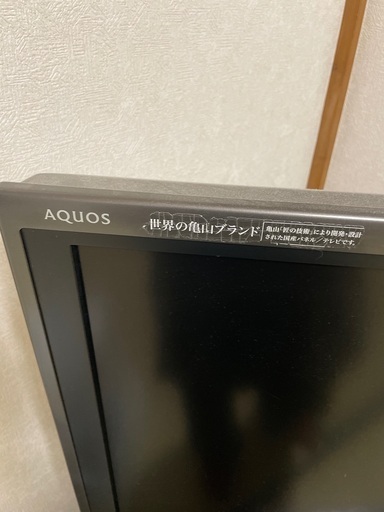 AQUOS
世界の亀山ブランド
亀山「匠の技術」により開発・設計
された国産パネル/テレビです。